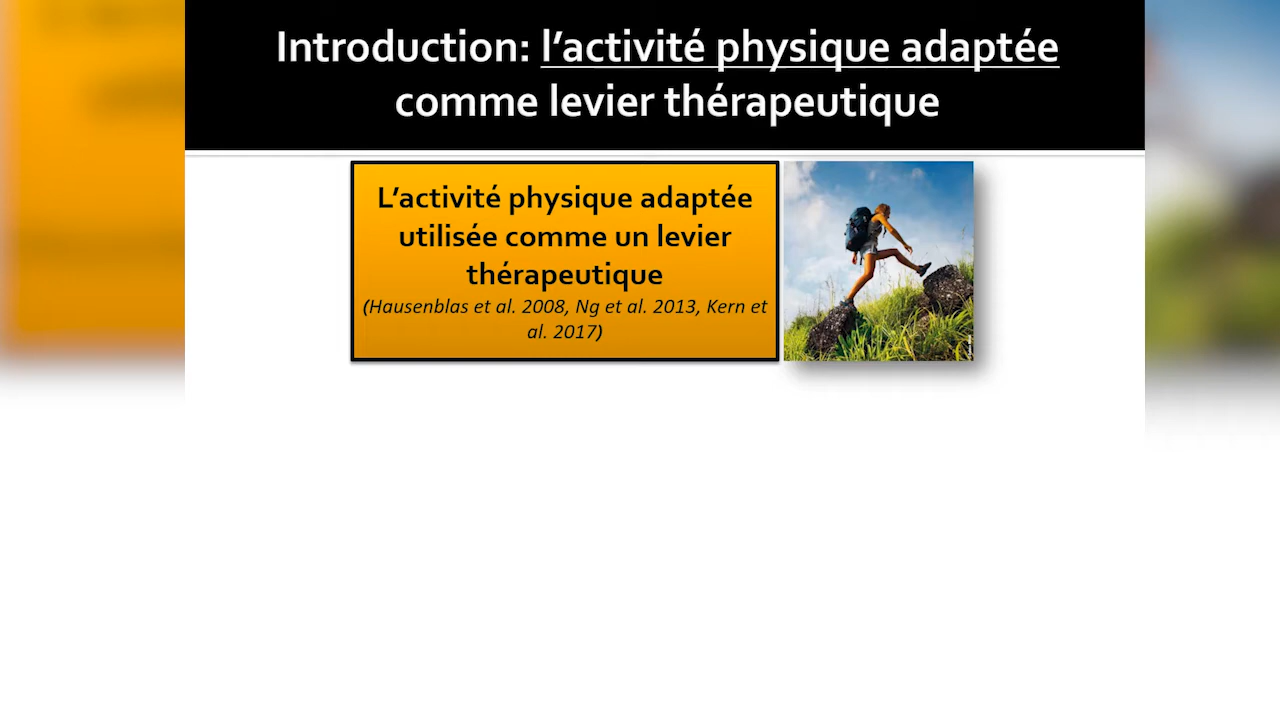 Introduction: l’activité physique adaptée
comme levier thérapeutique
L’activité physique adaptée
utilisée comme un levier
thérapeutique
(Hausenblas et al. 2008, Ng et al. 2013, Kern et
al. 2017)